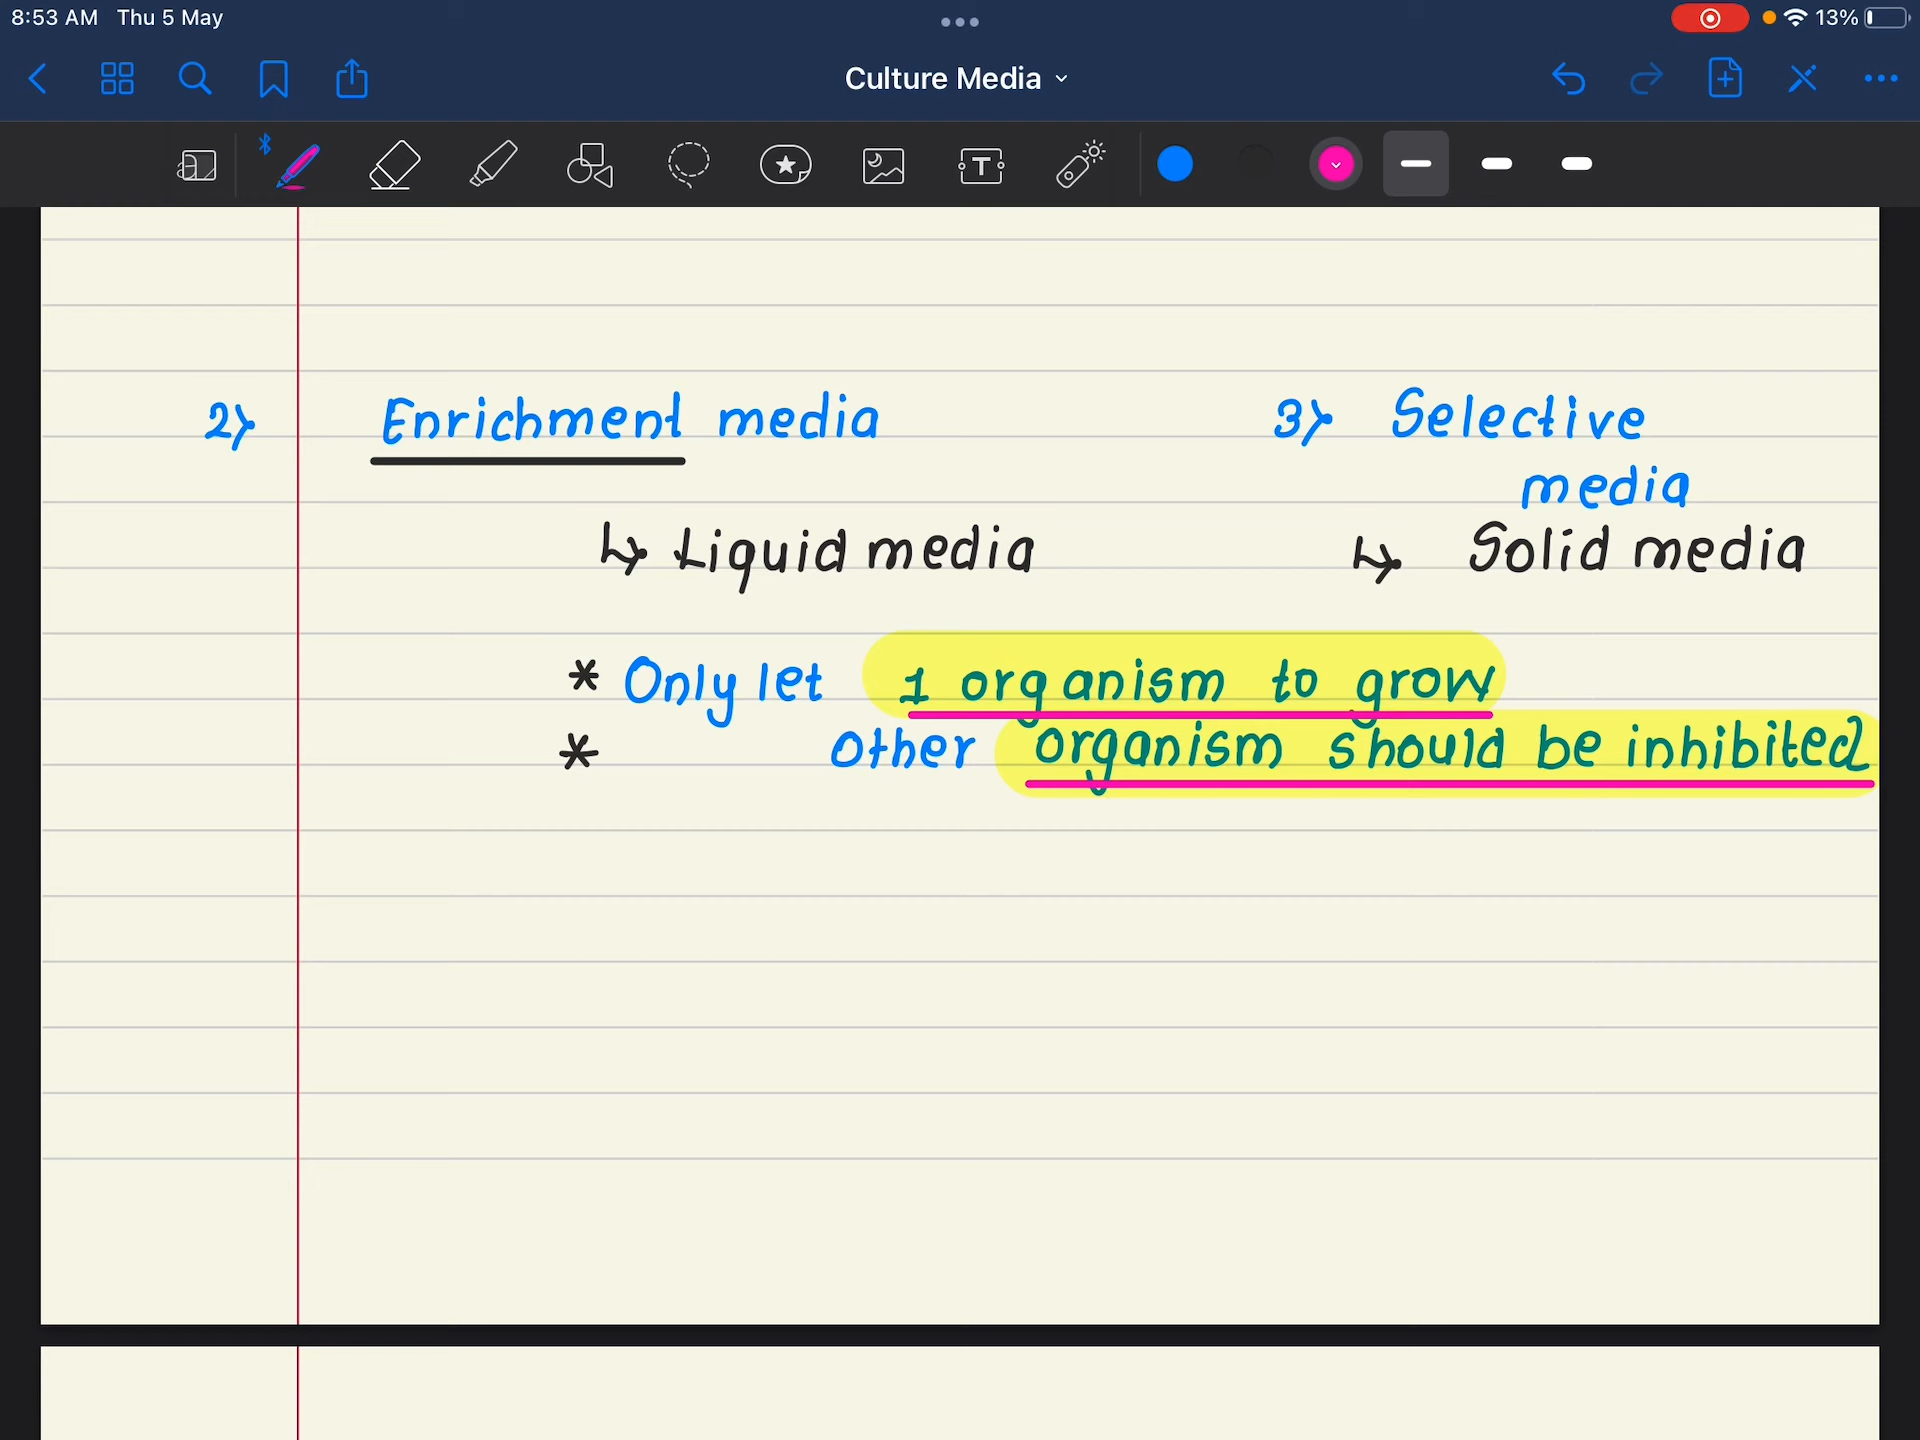 8:53 AM Thu 5 May
13%
Culture Media
T
2) Enrichment media
3) Selective
media
↳ Liquid media
↳ Solid media
* Only let 1 organism to grow
* Other organism should be inhibited